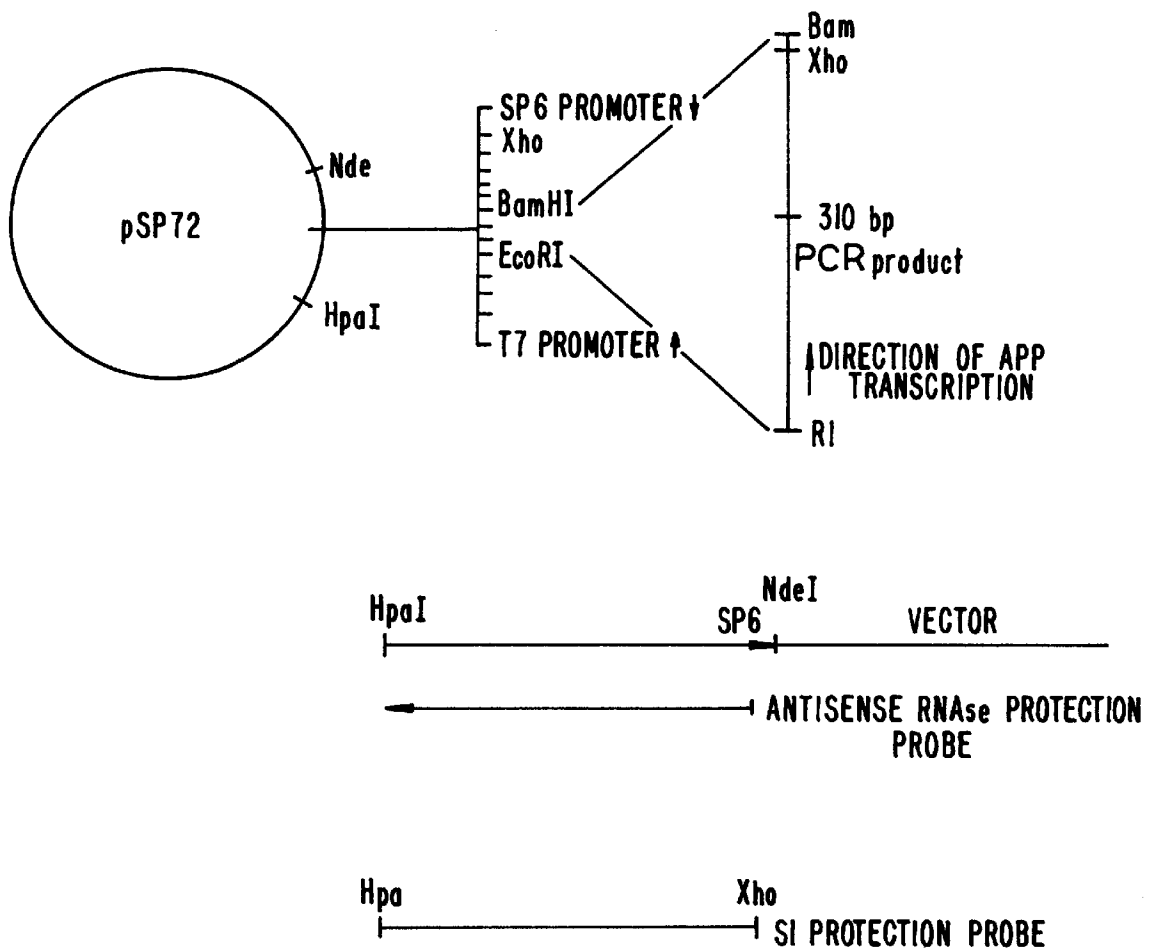 pSP72
Nde
HpaI
SP6 PROMOTER
Xho
BamHI
EcoRI
T7 PROMOTER
Bam
Xho
310 bp
PCR product
DIRECTION OF APP
TRANSCRIPTION
RI
HpaI
SP6
NdeI
VECTOR
ANTISENSE RNAse PROTECTION
PROBE
Hpa
Xho
SI PROTECTION PROBE